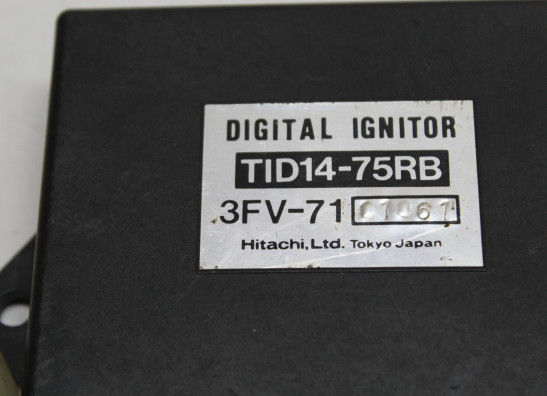 DIGITAL IGNITOR
TID14-75RB
3FV-71
Hitachi, Ltd. Tokyo Japan